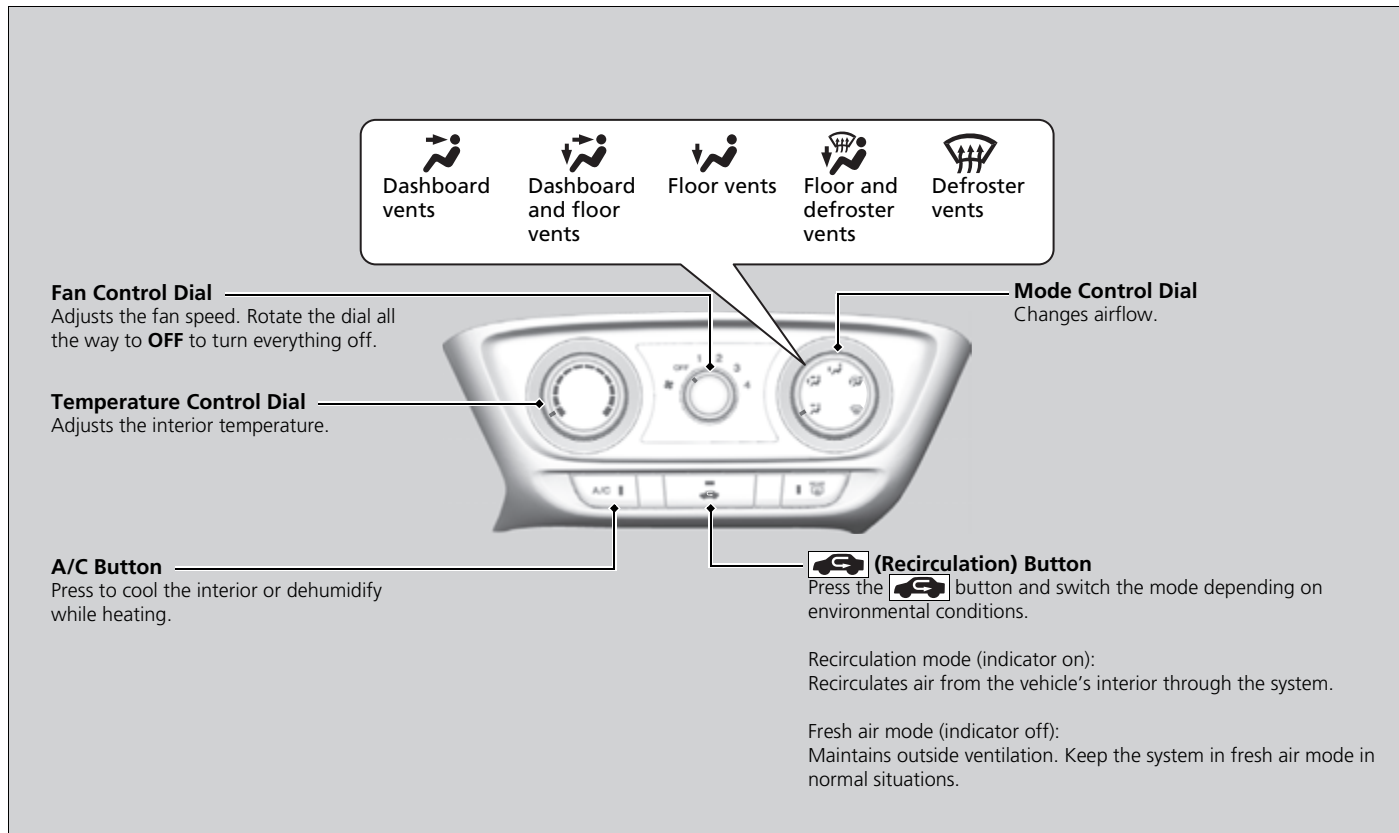 Dashboard
vents
Dashboard
and floor
vents
Floor vents
Floor and
defroster
vents
Defroster
vents
Fan Control Dial
Adjusts the fan speed. Rotate the dial all
the way to OFF to turn everything off.
Temperature Control Dial
Adjusts the interior temperature.
Mode Control Dial
Changes airflow.
OFF 1 2 3 4
A/C
A/C Button
Press to cool the interior or dehumidify
while heating.
(Recirculation) Button
Press the button and switch the mode depending on
environmental conditions.
Recirculation mode (indicator on):
Recirculates air from the vehicle’s interior through the system.
Fresh air mode (indicator off):
Maintains outside ventilation. Keep the system in fresh air mode in
normal situations.